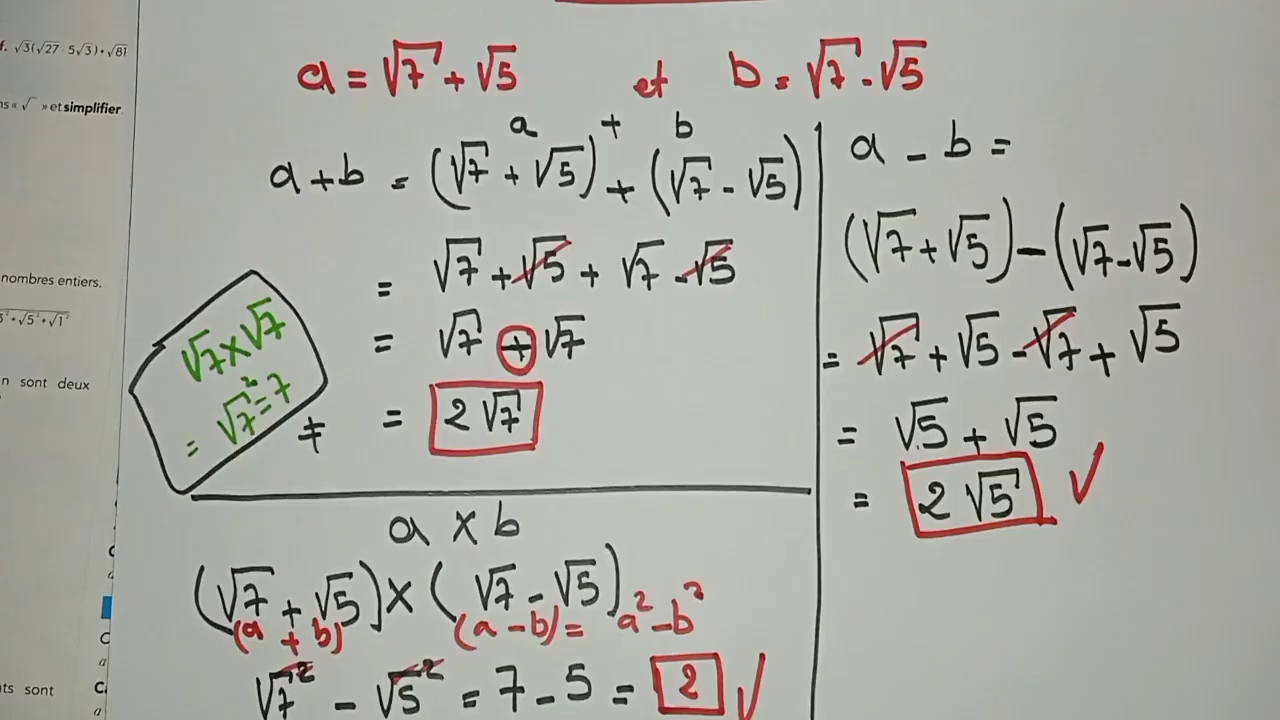 f. √3(√27 · 5√3) + √81
ns « √ » et simplifier.
nombres entiers.
n sont deux
ts sont
a = √7 + √5 et b = √7 - √5
a + b
a + b = (√7 + √5) + (√7 - √5)
= √7 + √5 + √7 - √5
= √7 + √7
= 2√7
√7 × √7
= √7² = 7
≠
a - b =
(√7 + √5) - (√7 - √5)
= √7 + √5 - √7 + √5
= √5 + √5
= 2√5 ✓
a × b
(√7 + √5) × (√7 - √5)
(a + b) (a - b) = a² - b²
√7² - √5² = 7 - 5 = 2 ✓